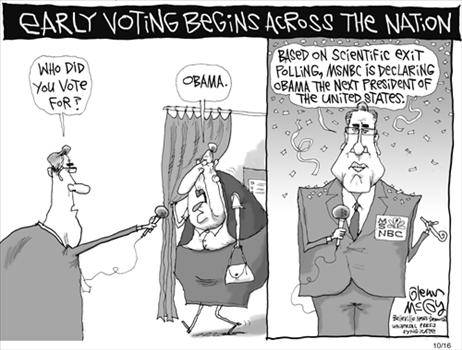 EARLY VOTING BEGINS ACROSS THE NATION
WHO DID
YOU VOTE
FOR?
OBAMA.
BASED ON SCIENTIFIC EXIT
POLLING, MSNBC IS DECLARING
OBAMA THE NEXT PRESIDENT OF
THE UNITED STATES.
MS
NBC
Glenn
McCoy
Belleville News-Democrat
UNIVERSAL PRESS
SYNDICATE
10/16